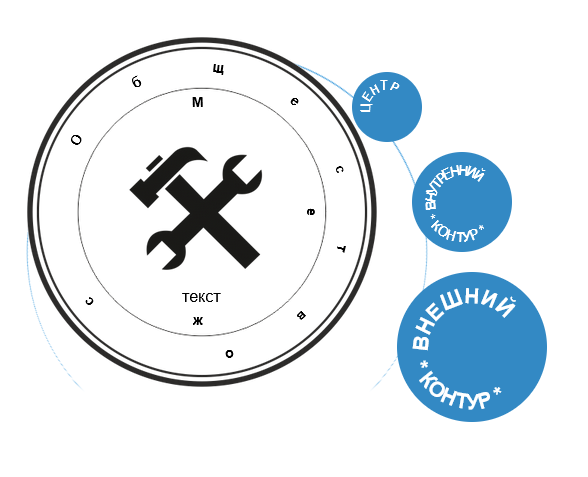 О б щ е с т в о с
М е ж
текст
ЦЕНТР
ВНУТРЕННИЙ
* КОНТУР *
ВНЕШНИЙ
* КОНТУР *